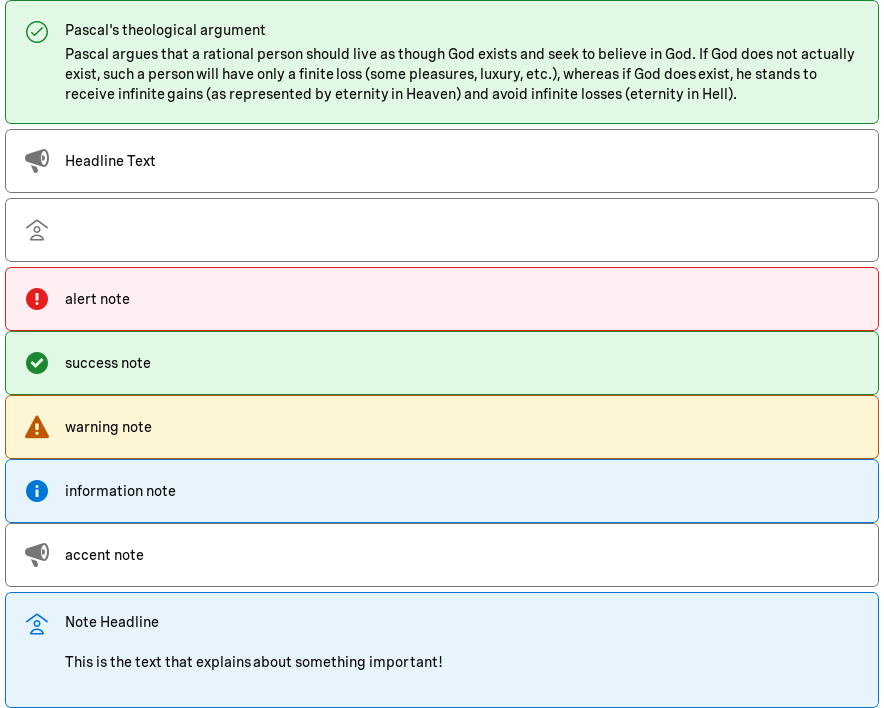 Pascal's theological argument
Pascal argues that a rational person should live as though God exists and seek to believe in God. If God does not actually
exist, such a person will have only a finite loss (some pleasures, luxury, etc.), whereas if God does exist, he stands to
receive infinite gains (as represented by eternity in Heaven) and avoid infinite losses (eternity in Hell).
Headline Text
alert note
success note
warning note
information note
accent note
Note Headline
This is the text that explains about something important!